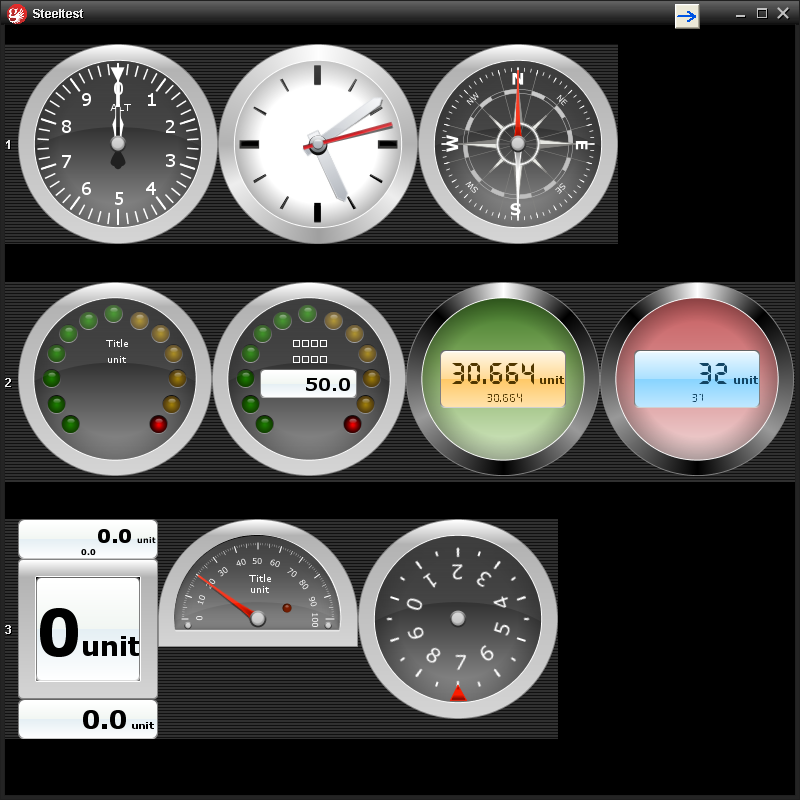 Steeltest
1
0
ALT
9 1
8 2
7 3
6 4
5
N
NW NE
W E
SW SE
S
2
Title
unit
50.0
30.664 unit
30.664
32 unit
0.0 unit
0.0
3
0 unit
0.0 unit
0 10 20 30 40 50 60 70 80 90 100
Title
unit
0 1 2 3 4 5 6 7 8 9